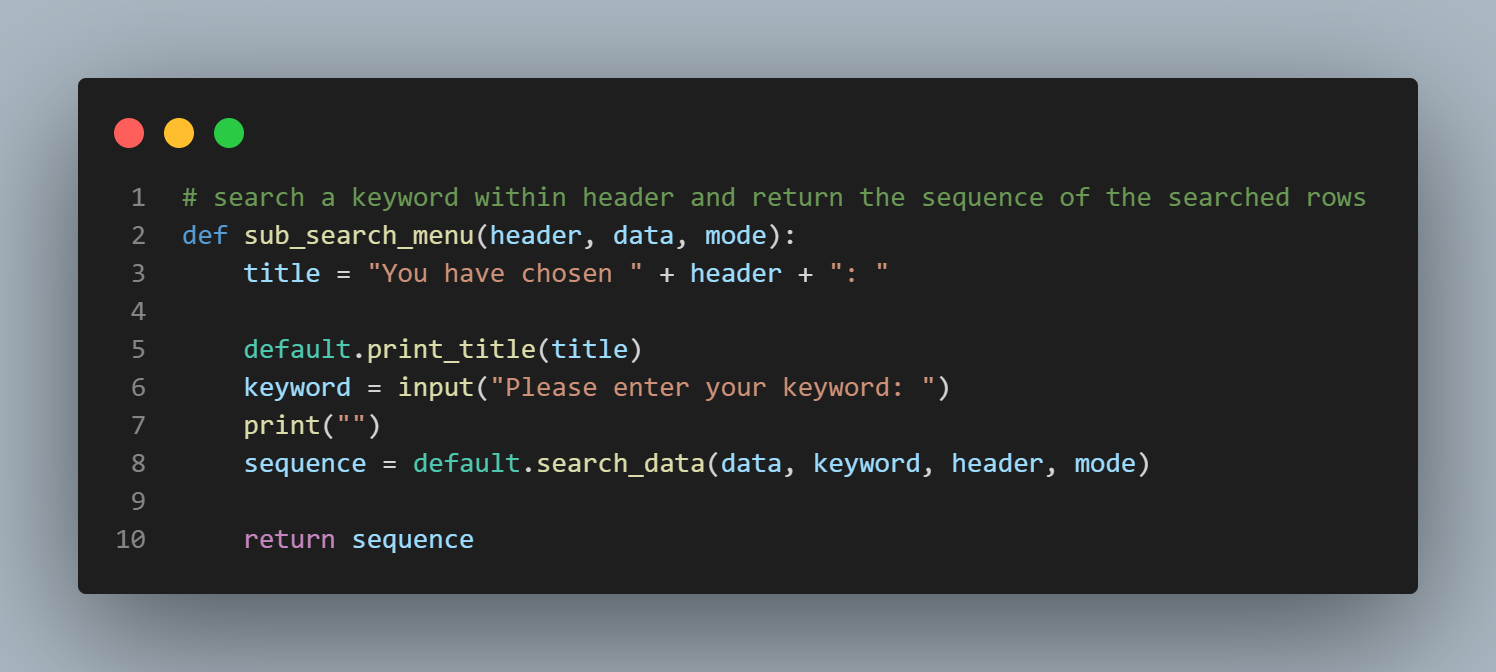 1 # search a keyword within header and return the sequence of the searched rows
2 def sub_search_menu(header, data, mode):
3     title = "You have chosen " + header + ": "
4
5     default.print_title(title)
6     keyword = input("Please enter your keyword: ")
7     print("")
8     sequence = default.search_data(data, keyword, header, mode)
9
10     return sequence